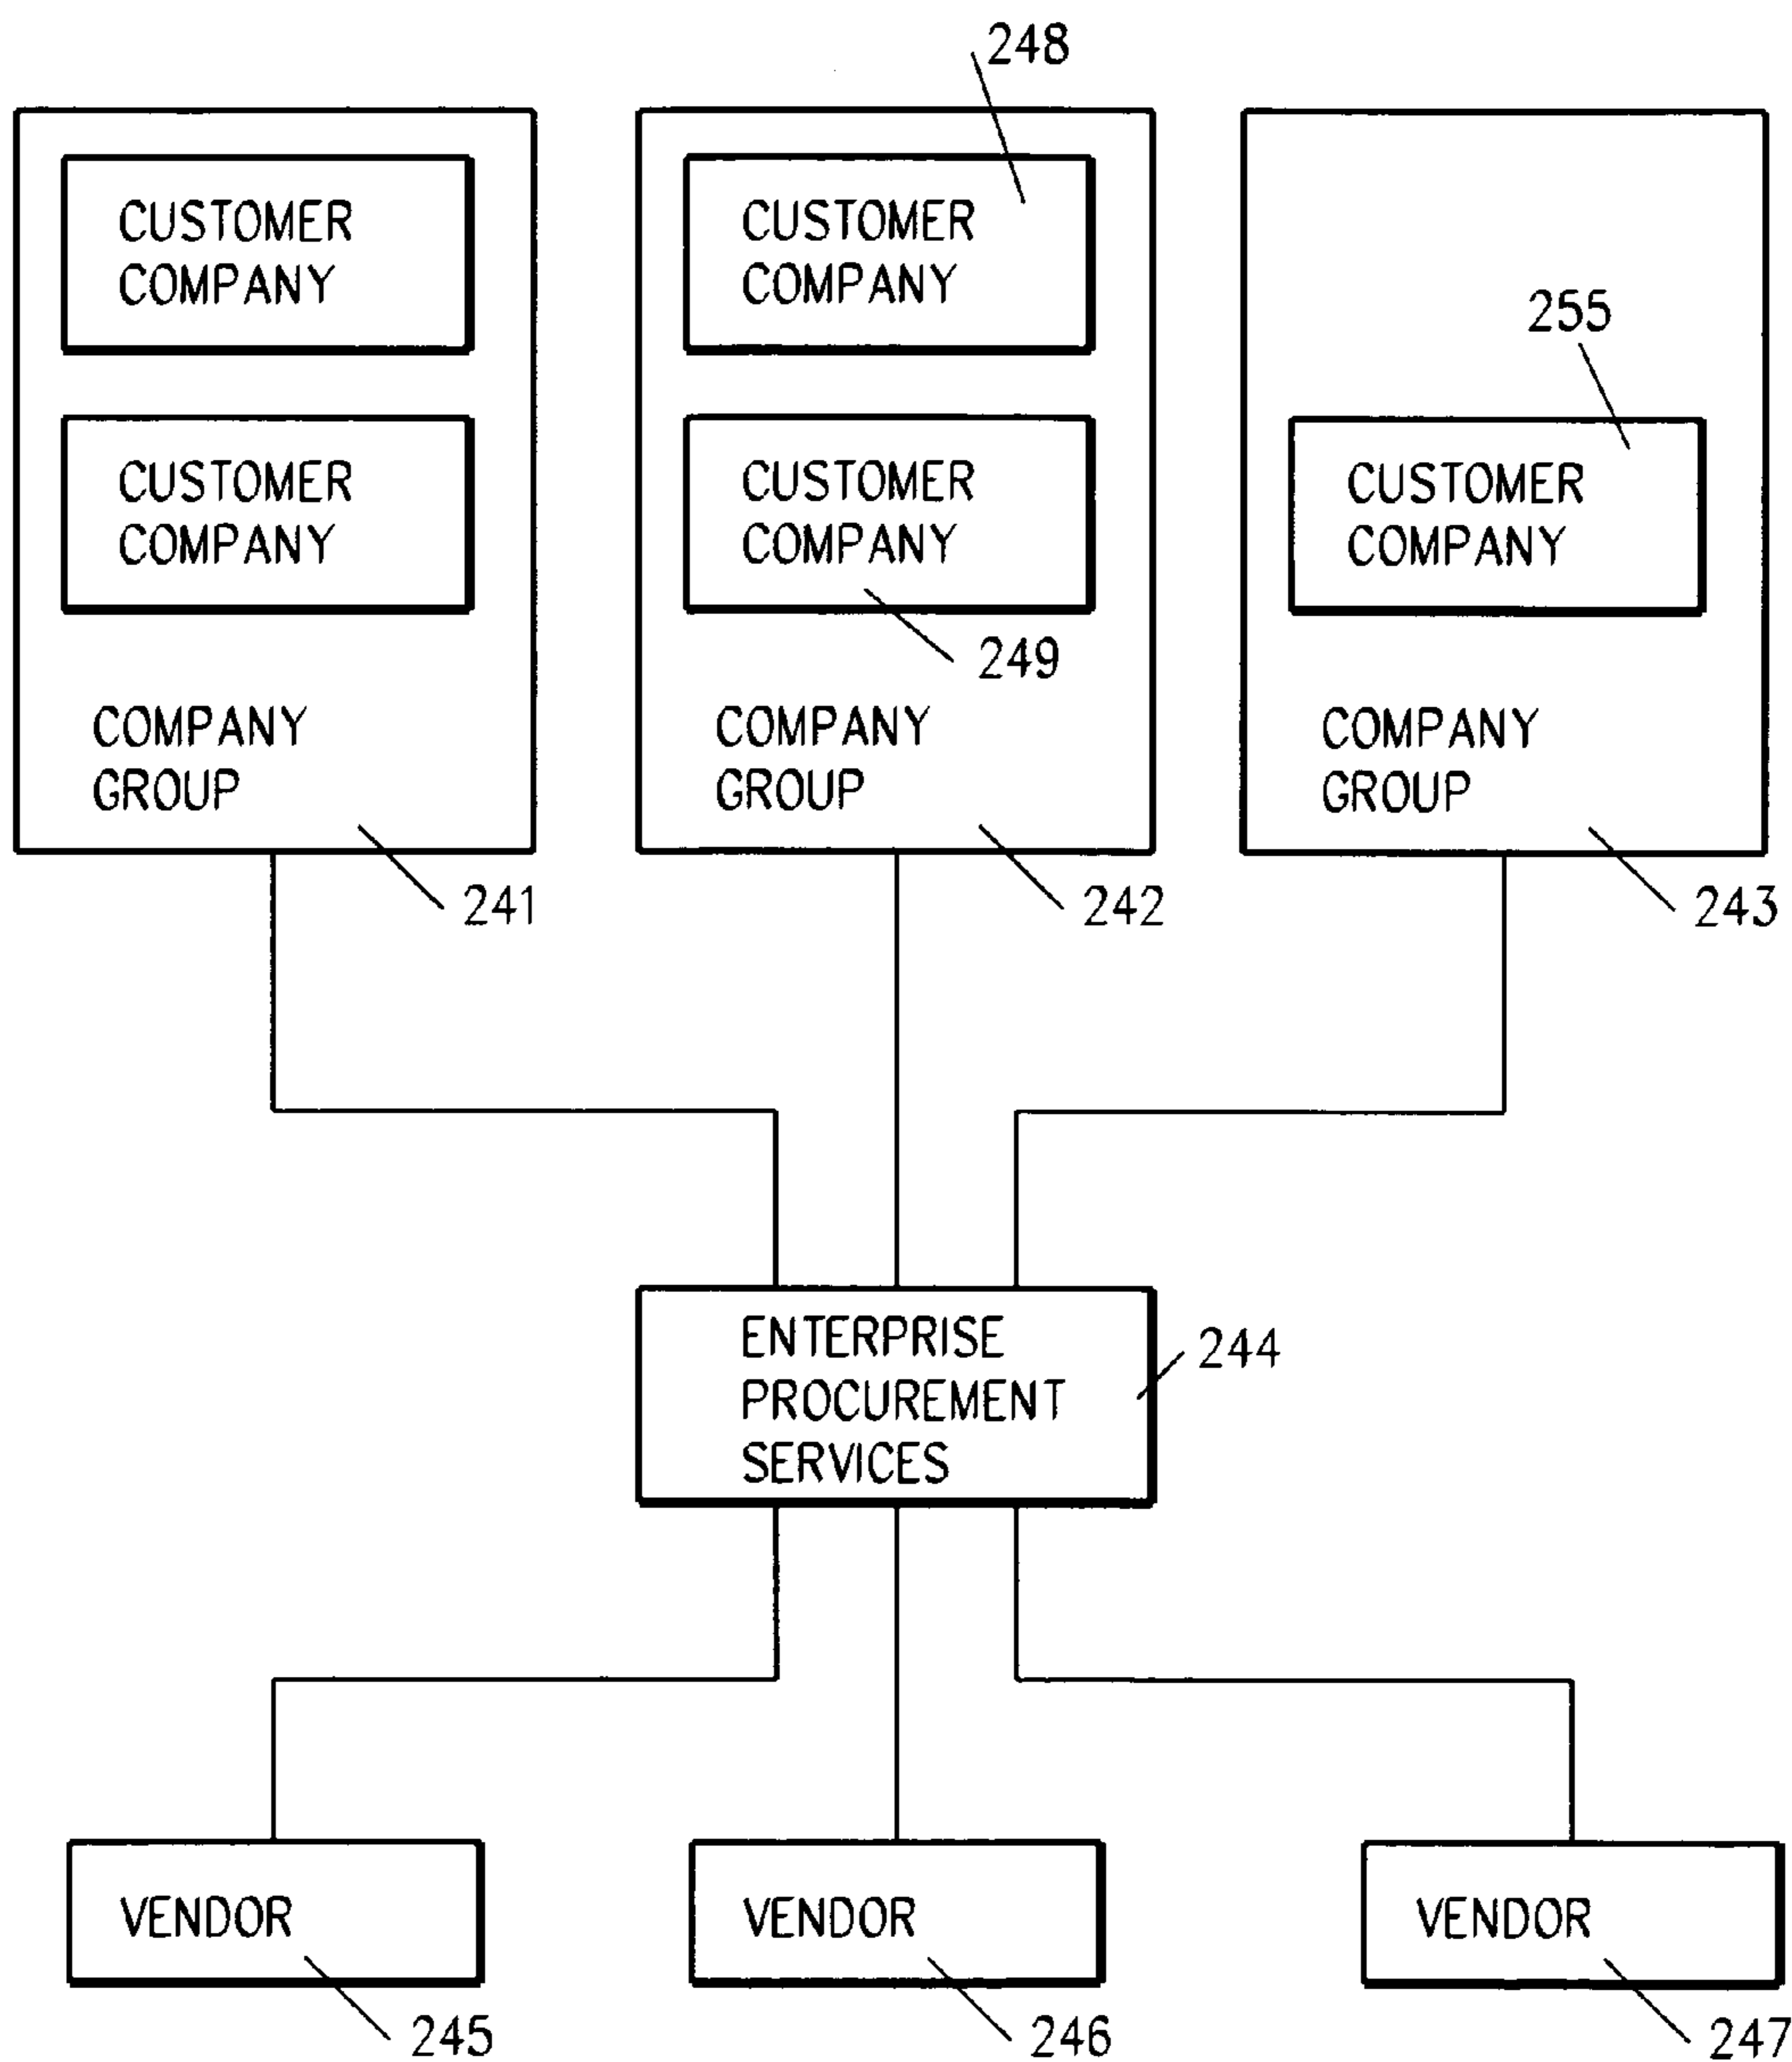 248
CUSTOMER
COMPANY
CUSTOMER
COMPANY
CUSTOMER
COMPANY
CUSTOMER
COMPANY
249
255
CUSTOMER
COMPANY
COMPANY
GROUP
241
COMPANY
GROUP
242
COMPANY
GROUP
243
ENTERPRISE
PROCUREMENT
SERVICES
244
VENDOR
245
VENDOR
246
VENDOR
247